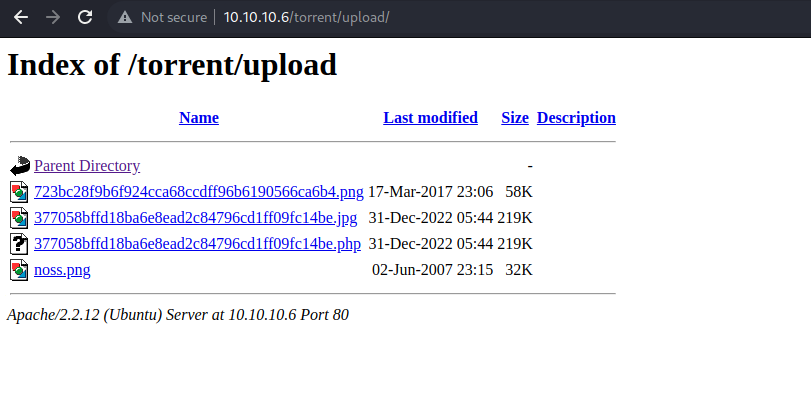 Not secure 10.10.10.6/torrent/upload/
Index of /torrent/upload
Name Last modified Size Description
Parent Directory -
723bc28f9b6f924cca68ccdff96b6190566ca6b4.png 17-Mar-2017 23:06 58K
377058bffd18ba6e8ead2c84796cd1ff09fc14be.jpg 31-Dec-2022 05:44 219K
377058bffd18ba6e8ead2c84796cd1ff09fc14be.php 31-Dec-2022 05:44 219K
noss.png 02-Jun-2007 23:15 32K
Apache/2.2.12 (Ubuntu) Server at 10.10.10.6 Port 80